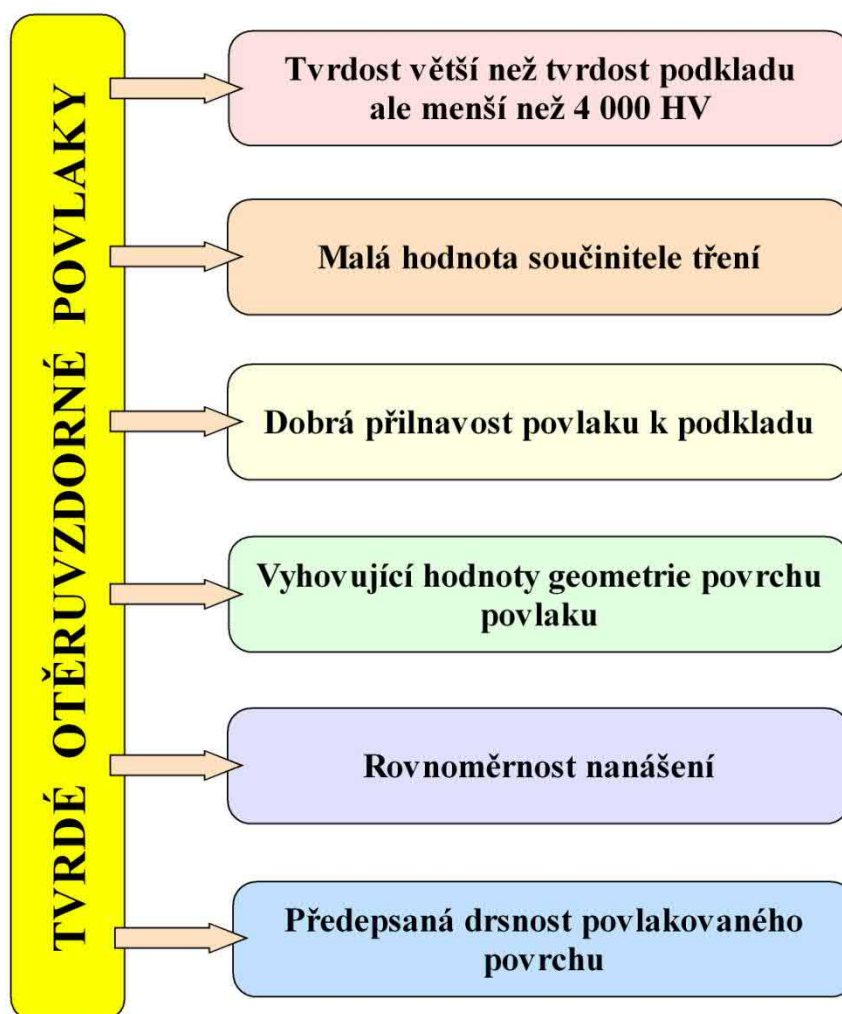 TVRDÉ OTĚRUVZDORNÉ POVLAKY
Tvrdost větší než tvrdost podkladu
ale menší než 4 000 HV
Malá hodnota součinitele tření
Dobrá přilnavost povlaku k podkladu
Vyhovující hodnoty geometrie povrchu
povlaku
Rovnoměrnost nanášení
Předepsaná drsnost povlakovaného
povrchu